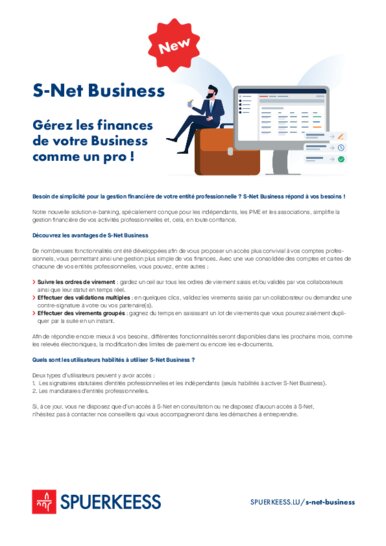 New
S-Net Business
Gérez les finances
de votre Business
comme un pro !
Besoin de simplicité pour la gestion financière de votre entité professionnelle ? S-Net Business répond à vos besoins !
Notre nouvelle solution e-banking, spécialement conçue pour les indépendants, les PME et les associations, simplifie la
gestion financière de vos activités professionnelles et, cela, en toute confiance.
Découvrez les avantages de S-Net Business
De nombreuses fonctionnalités ont été développées afin de vous proposer un accès plus convivial à vos comptes profes-
sionnels, vous permettant ainsi une gestion plus simple de vos finances. Avec une vue consolidée des comptes et cartes de
chacune de vos entités professionnelles, vous pouvez, entre autres :
❯ Suivre les ordres de virement : gardez un œil sur tous les ordres de virement saisis et/ou validés par vos collaborateurs
ainsi que leur statut en temps réel.
❯ Effectuer des validations multiples : en quelques clics, validez les virements saisis par un collaborateur ou demandez une
contre-signature à votre ou vos partenaire(s).
❯ Effectuer des virements groupés : gagnez du temps en saisissant un lot de virements que vous pourrez aisément dupli-
quer par la suite en un instant.
Afin de répondre encore mieux à vos besoins, différentes fonctionnalités seront disponibles dans les prochains mois, comme
les relevés électroniques, la modification des limites de paiement ou encore les e-documents.
Quels sont les utilisateurs habilités à utiliser S-Net Business ?
Deux types d'utilisateurs peuvent y avoir accès :
1. Les signataires statutaires d'entités professionnelles et les indépendants (seuls habilités à activer S-Net Business).
2. Les mandataires d'entités professionnelles.
Si, à ce jour, vous ne disposez que d'un accès à S-Net en consultation ou ne disposez d'aucun accès à S-Net,
n'hésitez pas à contacter nos conseillers qui vous accompagneront dans les démarches à entreprendre.
SPUERKEESS
SPUERKEESS.LU/s-net-business